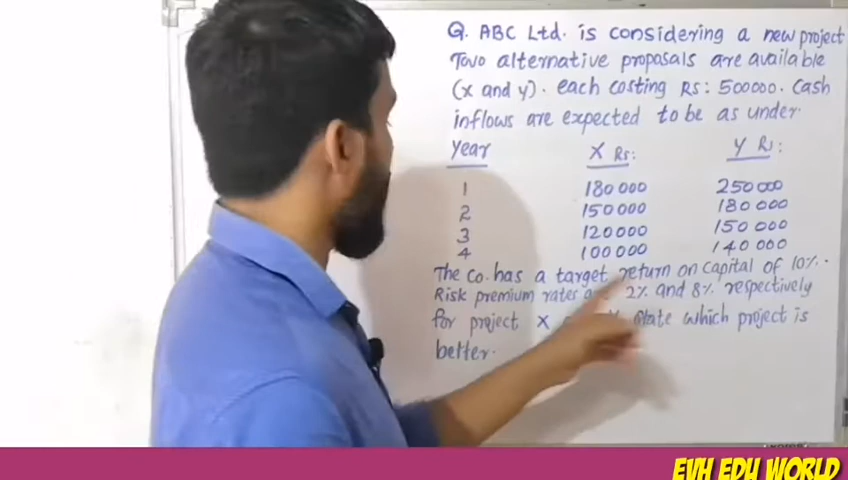 Q. ABC Ltd. is considering a new project
Two alternative proposals are available
(x and y). each costing Rs: 500000. Cash
inflows are expected to be as under.
Year X Rs: Y Rs:
1 180 000 250 000
2 150 000 180 000
3 120 000 150 000
4 100 000 140 000
The Co. has a target return on capital of 10%.
Risk premium rates 2% and 8% respectively
for project X State which project is
better.
EVH EDU WORLD